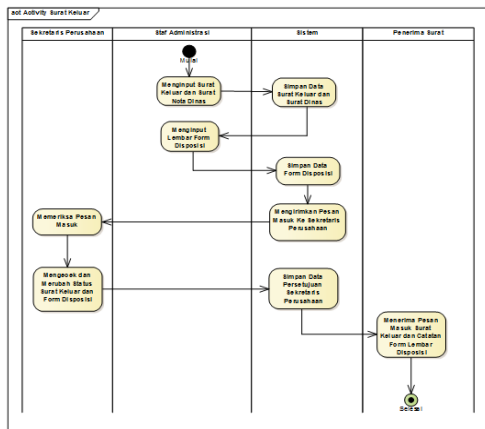 act Activity Surat Keluar
Sekretaris Perusahaan
Staf Administrasi
Sistem
Penerima Surat
Mulai
Menginput Surat
Keluar dan Surat
Nota Dinas
Simpan Data
Surat Keluar dan
Surat Dinas
Menginput
Lembar Form
Disposisi
Simpan Data
Form Disposisi
Mengirimkan Pesan
Masuk Ke Sekretaris
Perusahaan
Memeriksa Pesan
Masuk
Mengecek dan
Merubah Status
Surat Keluar dan
Form Disposisi
Simpan Data
Persetujuan
Sekretaris
Perusahaan
Menerima Pesan
Masuk Surat
Keluar dan Catatan
Form Lembar
Disposisi
Selesai